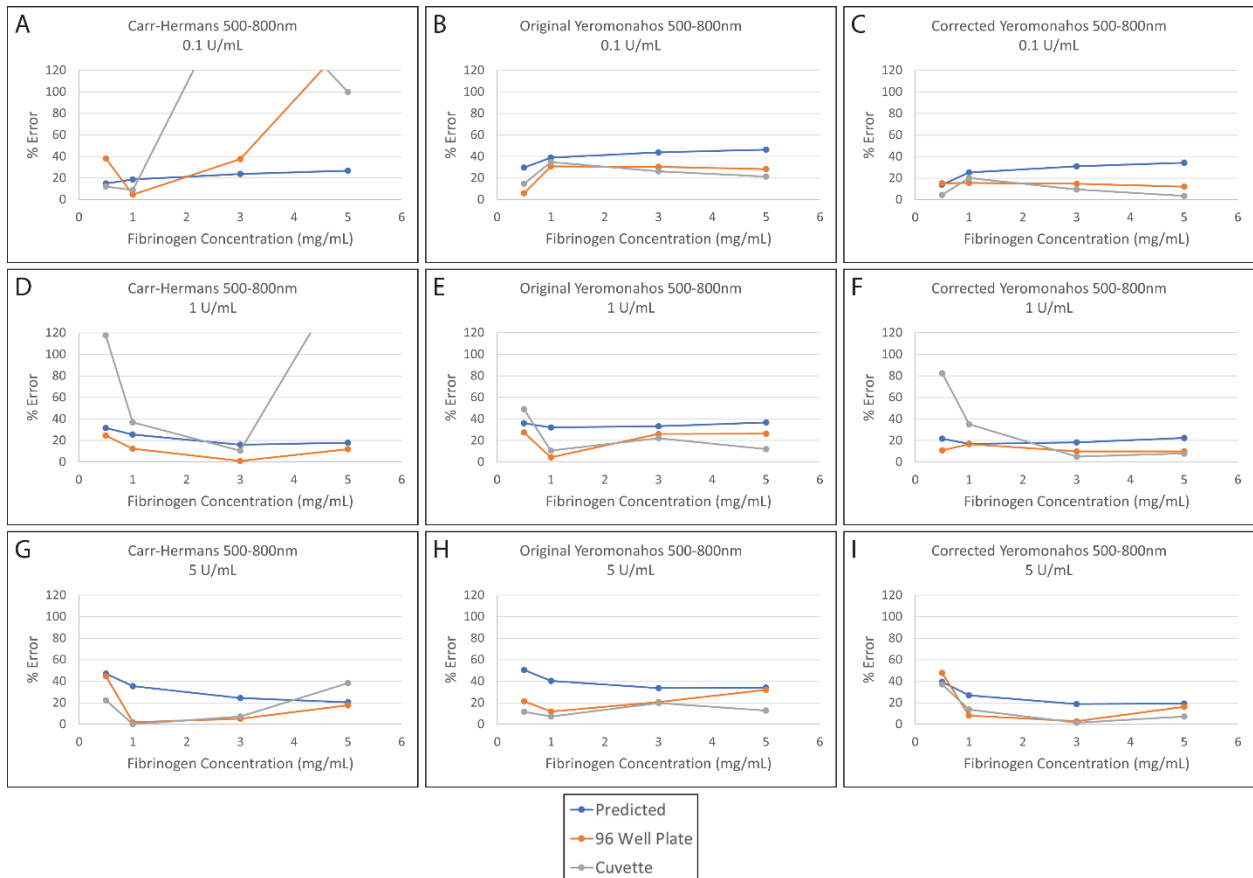 A
Carr-Hermans 500-800nm
0.1 U/mL
120
100
80
60
40
20
0
% Error
0 1 2 3 4 5 6
Fibrinogen Concentration (mg/mL)
B
Original Yeromonahos 500-800nm
0.1 U/mL
120
100
80
60
40
20
0
% Error
0 1 2 3 4 5 6
Fibrinogen Concentration (mg/mL)
C
Corrected Yeromonahos 500-800nm
0.1 U/mL
120
100
80
60
40
20
0
% Error
0 1 2 3 4 5 6
Fibrinogen Concentration (mg/mL)
D
Carr-Hermans 500-800nm
1 U/mL
120
100
80
60
40
20
0
% Error
0 1 2 3 4 5 6
Fibrinogen Concentration (mg/mL)
E
Original Yeromonahos 500-800nm
1 U/mL
120
100
80
60
40
20
0
% Error
0 1 2 3 4 5 6
Fibrinogen Concentration (mg/mL)
F
Corrected Yeromonahos 500-800nm
1 U/mL
120
100
80
60
40
20
0
% Error
0 1 2 3 4 5 6
Fibrinogen Concentration (mg/mL)
G
Carr-Hermans 500-800nm
5 U/mL
120
100
80
60
40
20
0
% Error
0 1 2 3 4 5 6
Fibrinogen Concentration (mg/mL)
H
Original Yeromonahos 500-800nm
5 U/mL
120
100
80
60
40
20
0
% Error
0 1 2 3 4 5 6
Fibrinogen Concentration (mg/mL)
I
Corrected Yeromonahos 500-800nm
5 U/mL
120
100
80
60
40
20
0
% Error
0 1 2 3 4 5 6
Fibrinogen Concentration (mg/mL)
Predicted
96 Well Plate
Cuvette